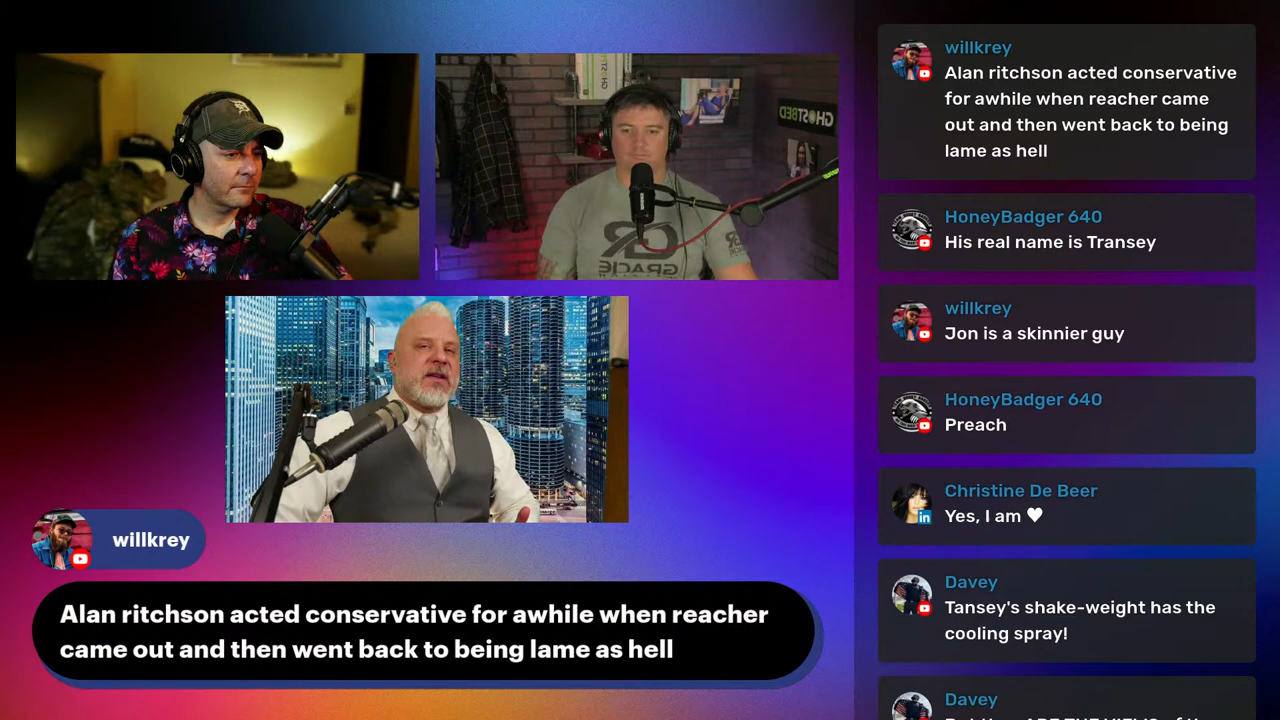 GHOSTBED
GRACIE
willkrey
Alan ritchson acted conservative for awhile when reacher
came out and then went back to being lame as hell
willkrey
Alan ritchson acted conservative
for awhile when reacher came
out and then went back to being
lame as hell
HoneyBadger 640
His real name is Transey
willkrey
Jon is a skinnier guy
HoneyBadger 640
Preach
Christine De Beer
Yes, I am ♥
Davey
Tansey's shake-weight has the
cooling spray!
Davey